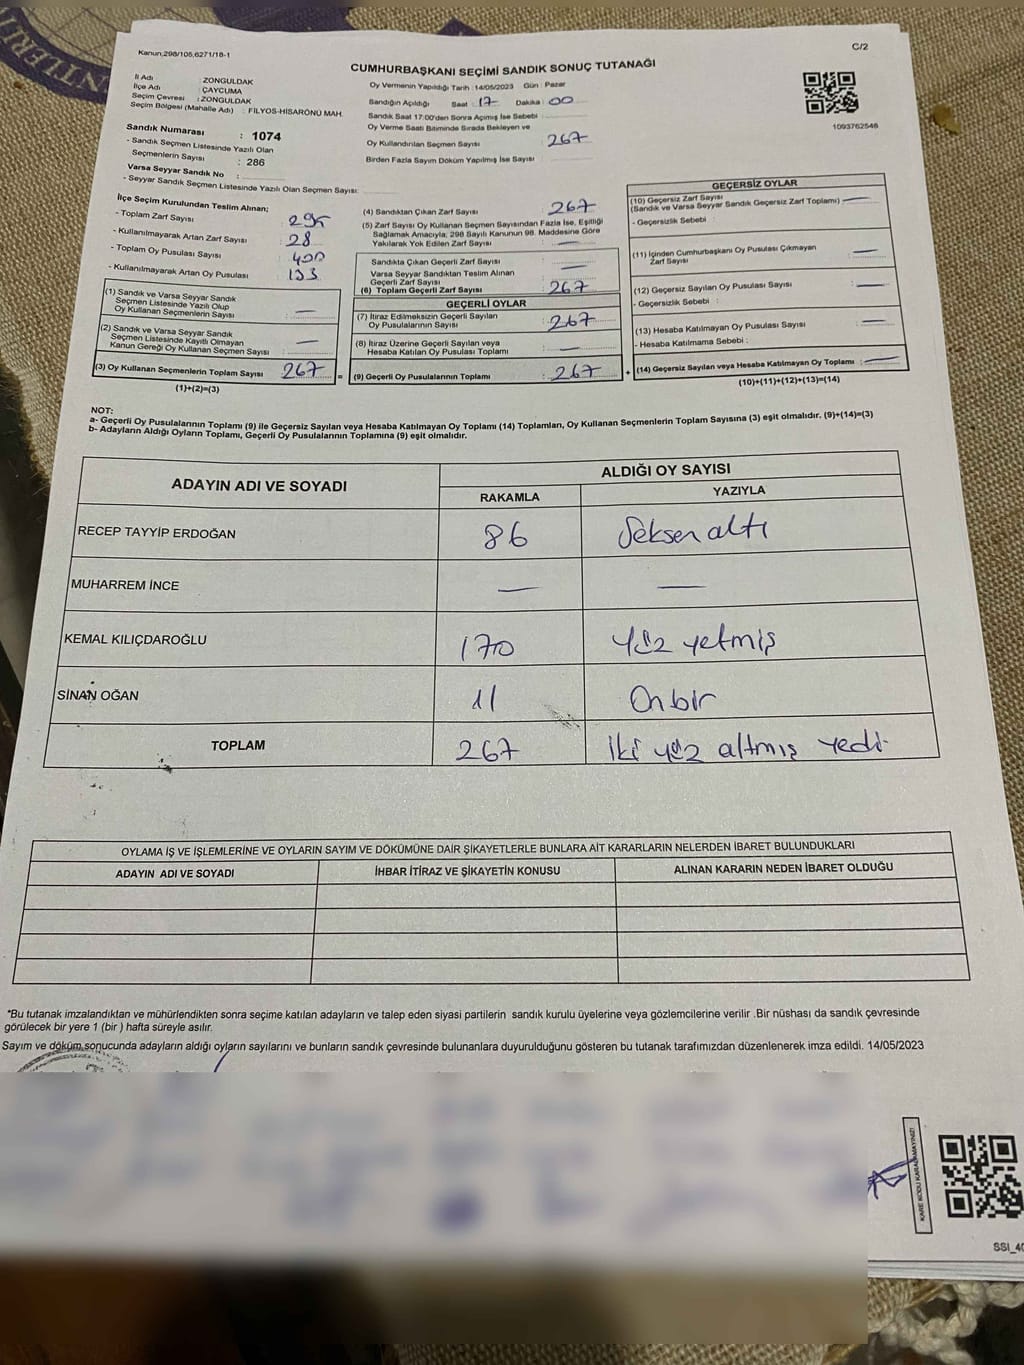 Kanun,298/105,6271/18-1
C/2
CUMHURBAŞKANI SEÇİMİ SANDIK SONUÇ TUTANAĞI
İl Adı : ZONGULDAK
İlçe Adı : ÇAYCUMA
Seçim Çevresi : ZONGULDAK
Seçim Bölgesi (Mahalle Adı) : FİLYOS-HİSARÖNÜ MAH.
Oy Vermenin Yapıldığı Tarih : 14/05/2023 Gün : Pazar
Sandığın Açıldığı Saat : 17 Dakika : 00
Sandık Saat 17:00'den Sonra Açımış İse Sebebi :
Oy Verme Saati Bitiminde Sırada Bekleyen ve
Oy Kullandırılan Seçmen Sayısı : 267
Birden Fazla Sayım Döküm Yapılmış İse Sayısı :
1093762546
Sandık Numarası : 1074
- Sandık Seçmen Listesinde Yazılı Olan
Seçmenlerin Sayısı : 286
Varsa Seyyar Sandık No :
- Seyyar Sandık Seçmen Listesinde Yazılı Olan Seçmen Sayısı:
İlçe Seçim Kurulundan Teslim Alınan;
- Toplam Zarf Sayısı : 295
- Kullanılmayarak Artan Zarf Sayısı : 28
- Toplam Oy Pusulası Sayısı : 400
- Kullanılmayarak Artan Oy Pusulası : 133
(1) Sandık ve Varsa Seyyar Sandık
Seçmen Listesinde Yazılı Olup
Oy Kullanan Seçmenlerin Sayısı : —
(2) Sandık ve Varsa Seyyar Sandık
Seçmen Listesinde Kayıtlı Olmayan
Kanun Gereği Oy Kullanan Seçmen Sayısı : —
(3) Oy Kullanan Seçmenlerin Toplam Sayısı : 267 =
(1)+(2)=(3)
(4) Sandıktan Çıkan Zarf Sayısı : 267
(5) Zarf Sayısı Oy Kullanan Seçmen Sayısından Fazla İse, Eşitliği
Sağlamak Amacıyla, 298 Sayılı Kanunun 98. Maddesine Göre
Yakılarak Yok Edilen Zarf Sayısı : —
Sandıkta Çıkan Geçerli Zarf Sayısı :
Varsa Seyyar Sandıktan Teslim Alınan
Geçerli Zarf Sayısı : —
(6) Toplam Geçerli Zarf Sayısı : 267
GEÇERLİ OYLAR
(7) İtiraz Edilmeksizin Geçerli Sayılan
Oy Pusulalarının Sayısı : 267
(8) İtiraz Üzerine Geçerli Sayılan veya
Hesaba Katılan Oy Pusulası Toplamı : —
(9) Geçerli Oy Pusulalarının Toplamı : 267 +
GEÇERSİZ OYLAR
(10) Geçersiz Zarf Sayısı
(Sandık ve Varsa Seyyar Sandık Geçersiz Zarf Toplamı) : —
- Geçersizlik Sebebi :
(11) İçinden Cumhurbaşkanı Oy Pusulası Çıkmayan
Zarf Sayısı : —
(12) Geçersiz Sayılan Oy Pusulası Sayısı : —
- Geçersizlik Sebebi :
(13) Hesaba Katılmayan Oy Pusulası Sayısı : —
- Hesaba Katılmama Sebebi :
(14) Geçersiz Sayılan veya Hesaba Katılmayan Oy Toplamı : —
(10)+(11)+(12)+(13)=(14)
NOT:
a- Geçerli Oy Pusulalarının Toplamı (9) ile Geçersiz Sayılan veya Hesaba Katılmayan Oy Toplamı (14) Toplamları, Oy Kullanan Seçmenlerin Toplam Sayısına (3) eşit olmalıdır. (9)+(14)=(3)
b- Adayların Aldığı Oyların Toplamı, Geçerli Oy Pusulalarının Toplamına (9) eşit olmalıdır.
ADAYIN ADI VE SOYADI ALDIĞI OY SAYISI
RAKAMLA YAZIYLA
RECEP TAYYİP ERDOĞAN 86 Seksen altı
MUHARREM İNCE — —
KEMAL KILIÇDAROĞLU 170 Yüz yetmiş
SİNAN OĞAN 11 On bir
TOPLAM 267 iki yüz altmış yedi
OYLAMA İŞ VE İŞLEMLERİNE VE OYLARIN SAYIM VE DÖKÜMÜNE DAİR ŞİKAYETLERLE BUNLARA AİT KARARLARIN NELERDEN İBARET BULUNDUKLARI
ADAYIN ADI VE SOYADI İHBAR İTİRAZ VE ŞİKAYETİN KONUSU ALINAN KARARIN NEDEN İBARET OLDUĞU
*Bu tutanak imzalandıktan ve mühürlendikten sonra seçime katılan adayların ve talep eden siyasi partilerin sandık kurulu üyelerine veya gözlemcilerine verilir .Bir nüshası da sandık çevresinde
görülecek bir yere 1 (bir ) hafta süreyle asılır.
Sayım ve döküm sonucunda adayların aldığı oyların sayılarını ve bunların sandık çevresinde bulunanlara duyurulduğunu gösteren bu tutanak tarafımızdan düzenlenerek imza edildi. 14/05/2023
KARE KODU KARALAMAYINIZ!